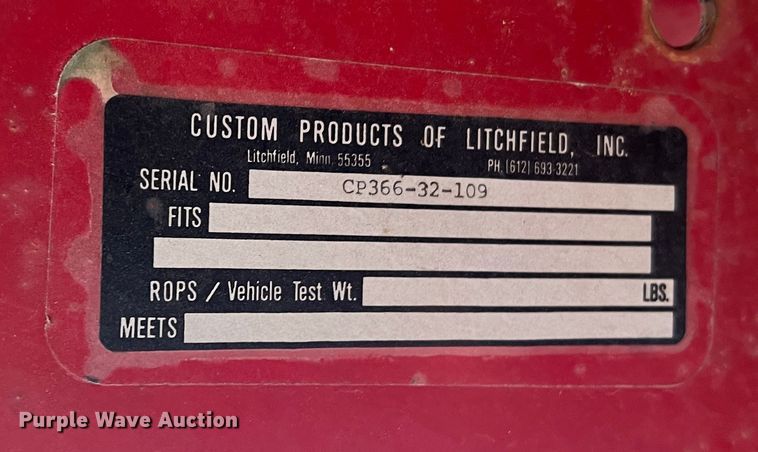 CUSTOM PRODUCTS OF LITCHFIELD, INC.
Litchfield, Minn. 55355 PH. (612) 693-3221
SERIAL NO. CP366-32-109
FITS
ROPS / Vehicle Test Wt. LBS.
MEETS
Purple Wave Auction